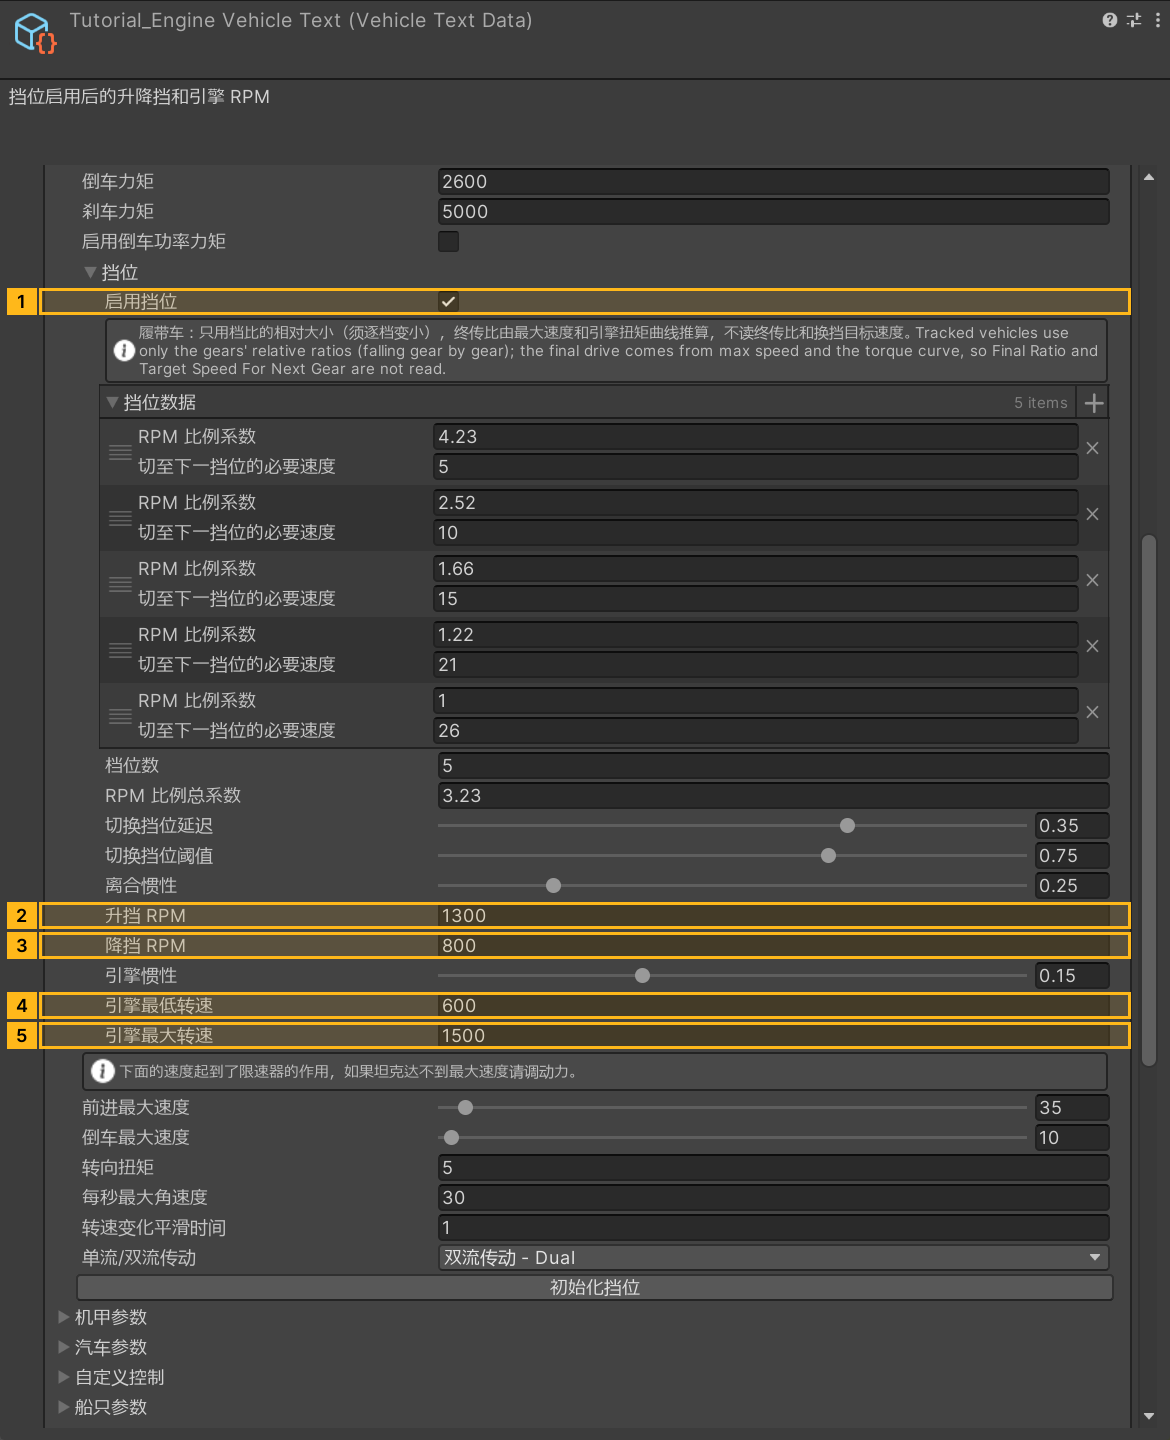 Tutorial_Engine Vehicle Text (Vehicle Text Data)
挡位启用后的升降挡和引擎 RPM
倒车力矩 2600
刹车力矩 5000
启用倒车功率力矩
挡位
1 启用挡位
履带车：只用档比的相对大小（须逐档变小），终传比由最大速度和引擎扭矩曲线推算，不读终传比和换挡目标速度。Tracked vehicles use
only the gears' relative ratios (falling gear by gear); the final drive comes from max speed and the torque curve, so Final Ratio and
Target Speed For Next Gear are not read.
挡位数据 5 items
RPM 比例系数 4.23
切至下一挡位的必要速度 5
RPM 比例系数 2.52
切至下一挡位的必要速度 10
RPM 比例系数 1.66
切至下一挡位的必要速度 15
RPM 比例系数 1.22
切至下一挡位的必要速度 21
RPM 比例系数 1
切至下一挡位的必要速度 26
档位数 5
RPM 比例总系数 3.23
切换挡位延迟 0.35
切换挡位阈值 0.75
离合惯性 0.25
2 升挡 RPM 1300
3 降挡 RPM 800
引擎惯性 0.15
4 引擎最低转速 600
5 引擎最大转速 1500
下面的速度起到了限速器的作用，如果坦克达不到最大速度请调动力。
前进最大速度 35
倒车最大速度 10
转向扭矩 5
每秒最大角速度 30
转速变化平滑时间 1
单流/双流传动 双流传动 - Dual
初始化挡位
机甲参数
汽车参数
自定义控制
船只参数